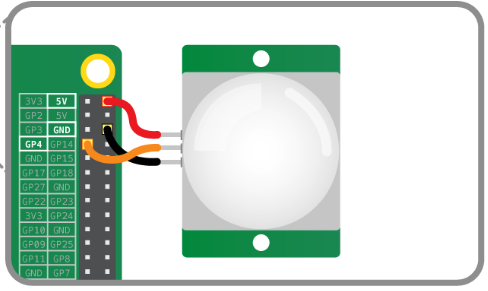 3V3 5V
GP2 5V
GP3 GND
GP4 GP14
GND GP15
GP17 GP18
GP27 GND
GP22 GP23
3V3 GP24
GP10 GND
GP09 GP25
GP11 GP8
GND GP7